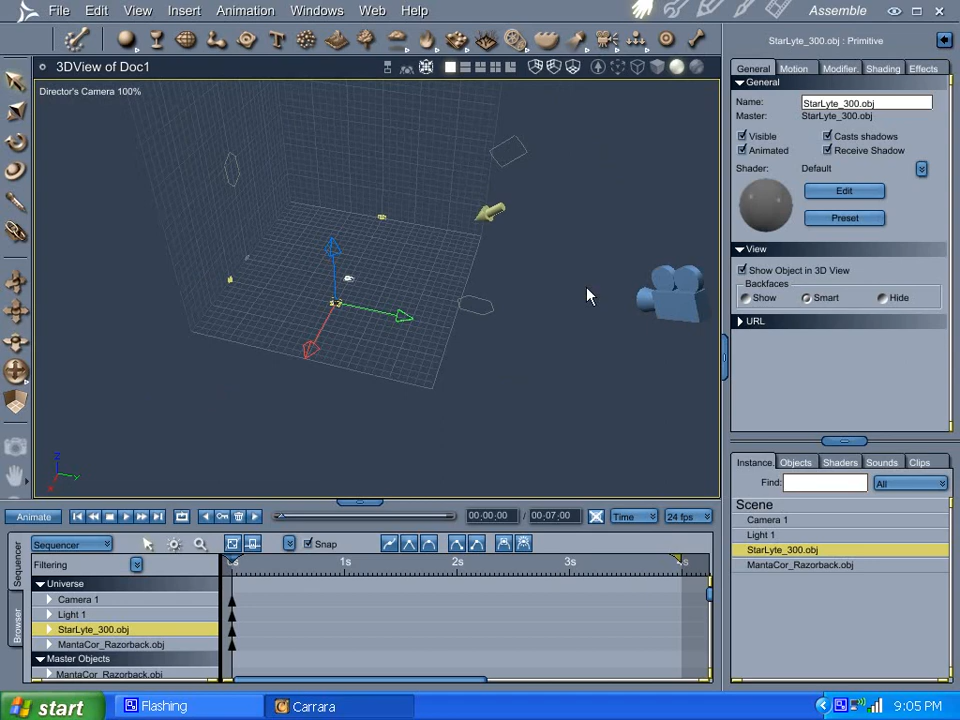 File Edit View Insert Animation Windows Web Help Assemble
3DView of Doc1
Director's Camera 100%
StarLyte_300.obj : Primitive
General Motion Modifier. Shading Effects
General
Name: StarLyte_300.obj
Master: StarLyte_300.obj
Visible Casts shadows
Animated Receive Shadow
Shader: Default
Edit
Preset
View
Show Object in 3D View
Backfaces
Show Smart Hide
URL
Instance. Objects Shaders Sounds Clips
Find: All
Scene
Camera 1
Light 1
StarLyte_300.obj
MantaCor_Razorback.obj
Z
Y
Animate 00:00:00 / 00:07:00 Time 24 fps
Sequencer Snap
Filtering 1s 2s 3s
Universe
Camera 1
Light 1
StarLyte_300.obj
MantaCor_Razorback.obj
Master Objects
MantaCor_Razorback.obj
Sequencer
Browser
start Flashing Carrara 9:05 PM